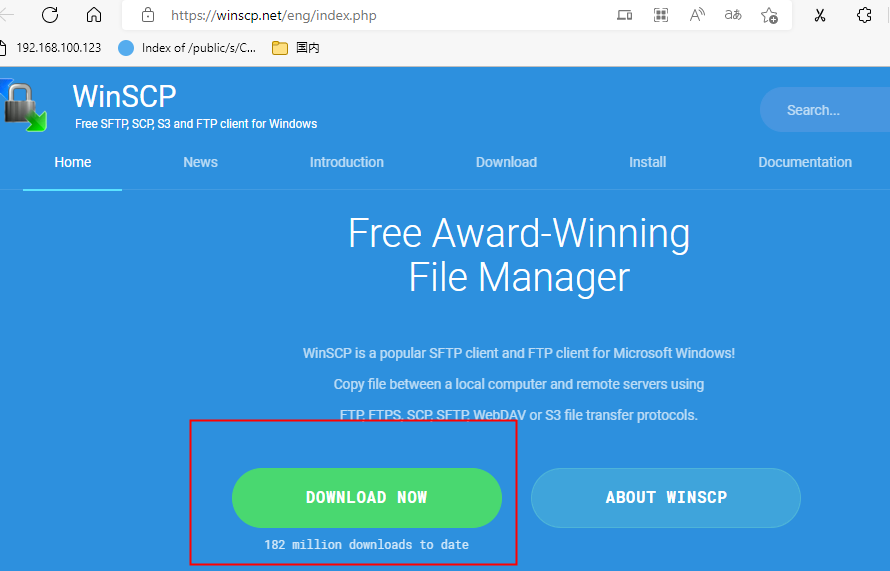 https://winscp.net/eng/index.php
192.168.100.123 Index of /public/s/C... 国内
WinSCP
Free SFTP, SCP, S3 and FTP client for Windows
Search...
Home News Introduction Download Install Documentation
Free Award-Winning
File Manager
WinSCP is a popular SFTP client and FTP client for Microsoft Windows!
Copy file between a local computer and remote servers using
FTP, FTPS, SCP, SFTP, WebDAV or S3 file transfer protocols.
DOWNLOAD NOW ABOUT WINSCP
182 million downloads to date